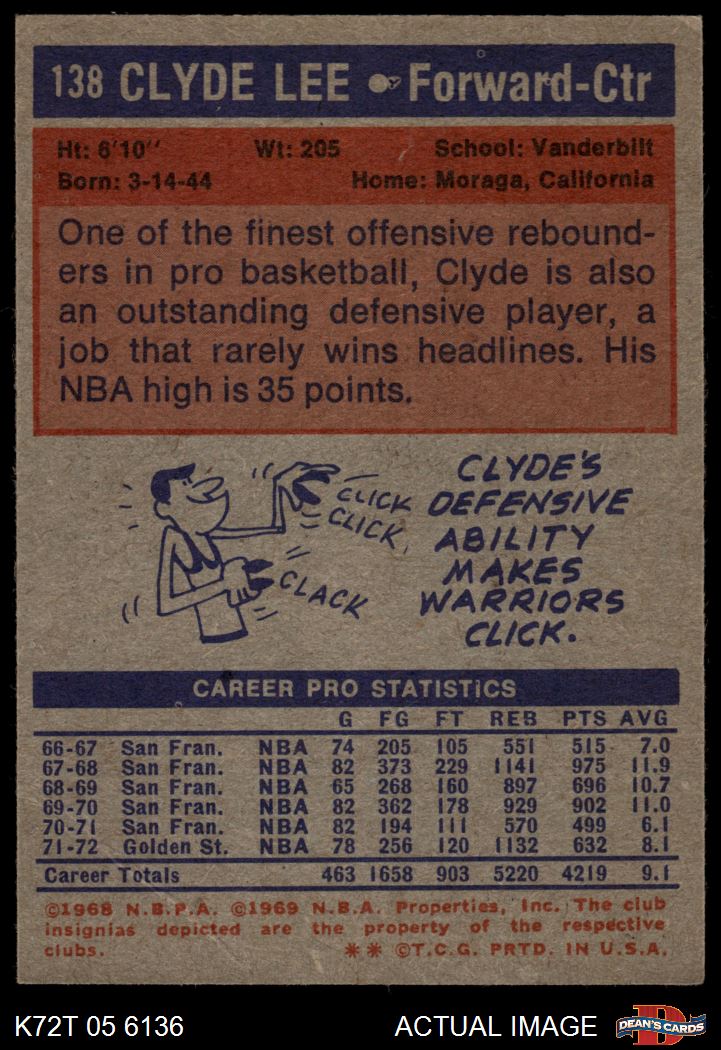 138 CLYDE LEE • Forward-Ctr
Ht: 6'10'' Wt: 205 School: Vanderbilt
Born: 3-14-44 Home: Moraga, California
One of the finest offensive rebound-
ers in pro basketball, Clyde is also
an outstanding defensive player, a
job that rarely wins headlines. His
NBA high is 35 points.
CLICK
CLICK,
CLACK
CLYDE'S
DEFENSIVE
ABILITY
MAKES
WARRIORS
CLICK.
CAREER PRO STATISTICS
G FG FT REB PTS AVG
66-67 San Fran. NBA 74 205 105 551 515 7.0
67-68 San Fran. NBA 82 373 229 1141 975 11.9
68-69 San Fran. NBA 65 268 160 897 696 10.7
69-70 San Fran. NBA 82 362 178 929 902 11.0
70-71 San Fran. NBA 82 194 111 570 499 6.1
71-72 Golden St. NBA 78 256 120 1132 632 8.1
Career Totals 463 1658 903 5220 4219 9.1
©1968 N.B.P.A. ©1969 N.B.A. Properties, Inc. The club
insignias depicted are the property of the respective
clubs. ** ©T.C.G. PRTD. IN U.S.A.
K72T 05 6136 ACTUAL IMAGE D DEAN'S CARDS